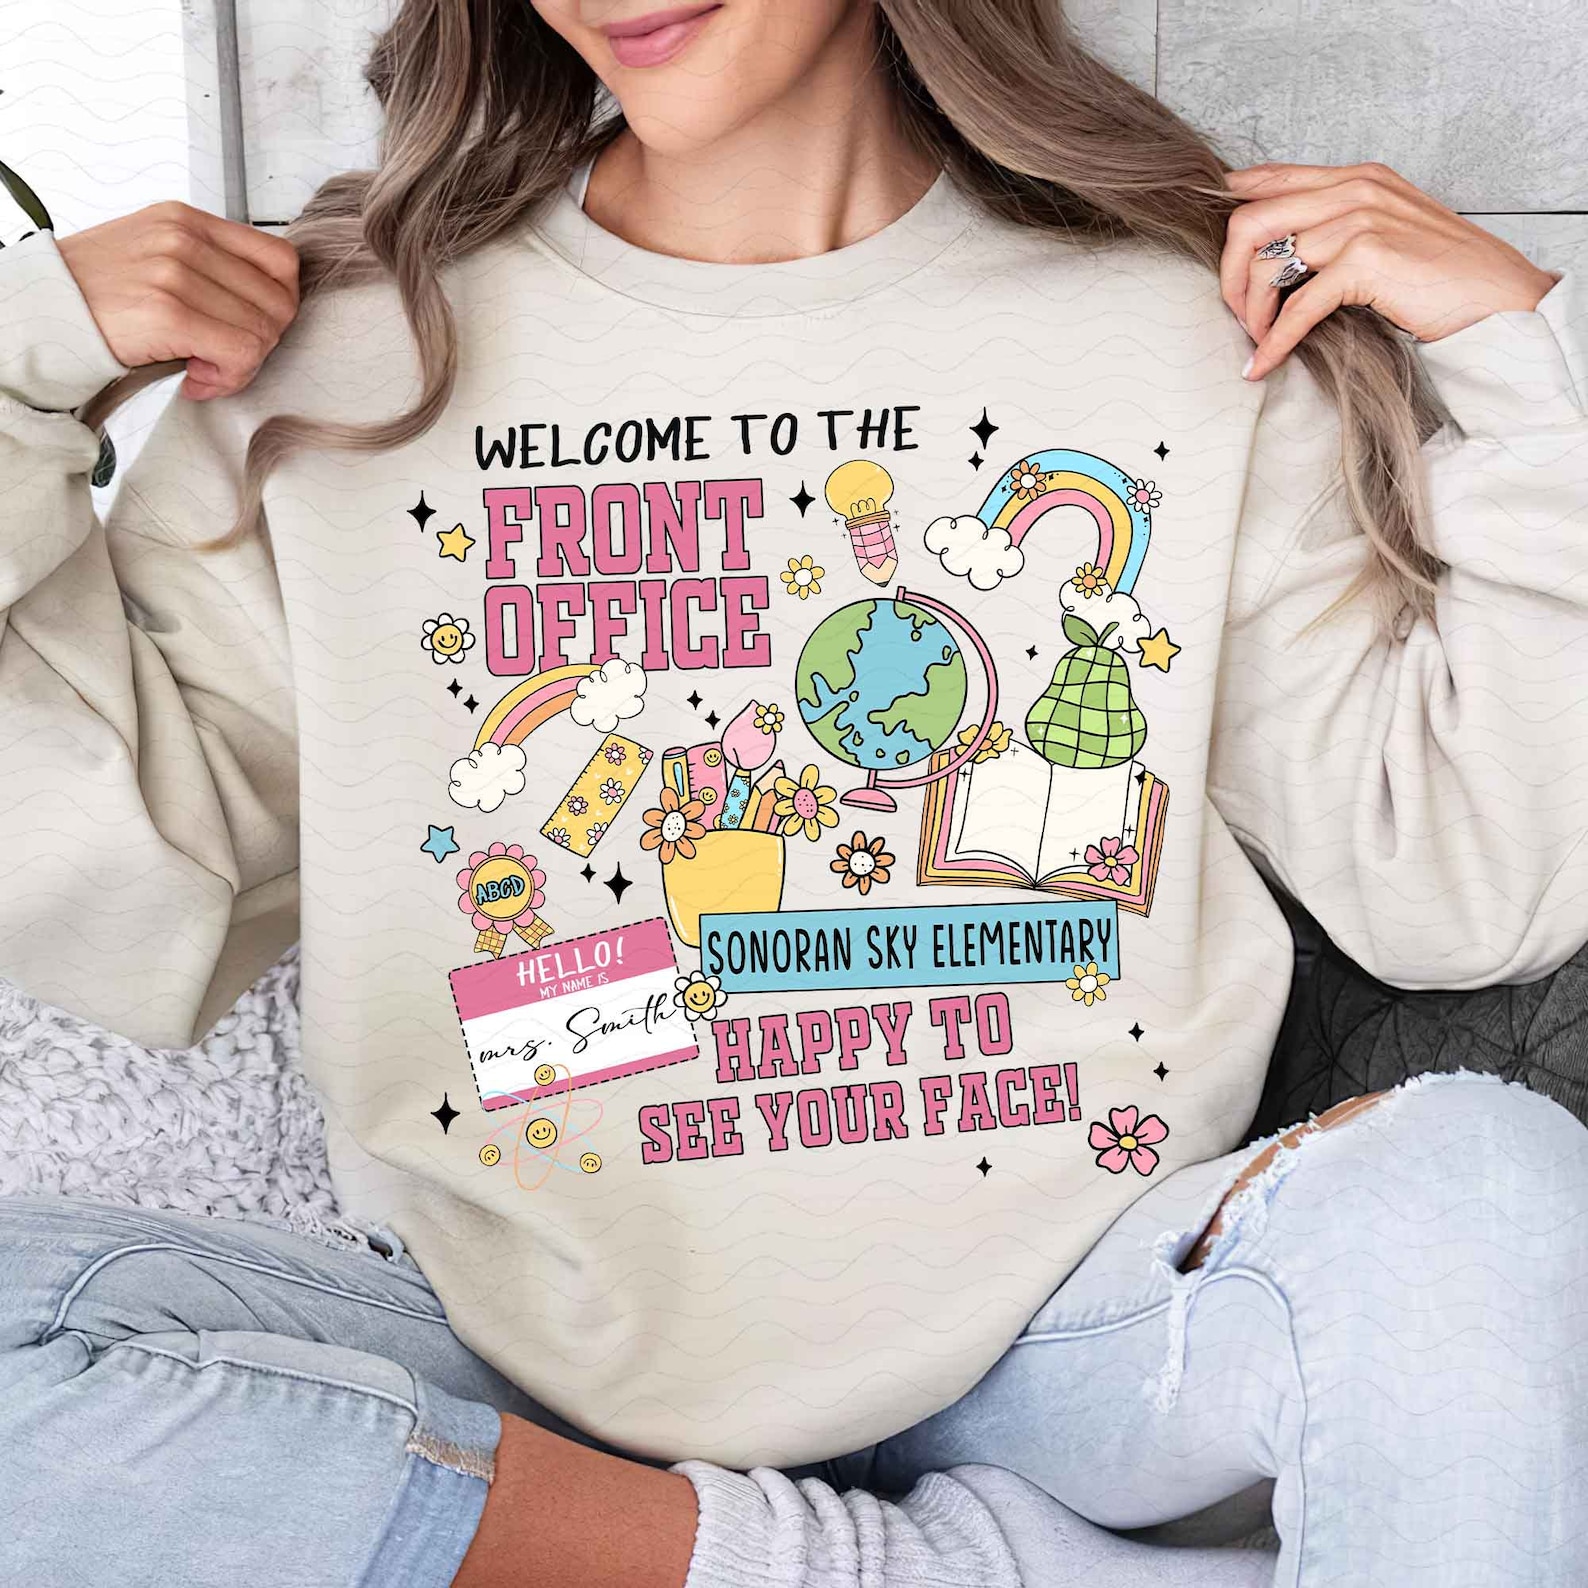 WELCOME TO THE
FRONT
OFFICE
ABCD
HELLO!
MY NAME IS
mrs. Smith
SONORAN SKY ELEMENTARY
HAPPY TO
SEE YOUR FACE!